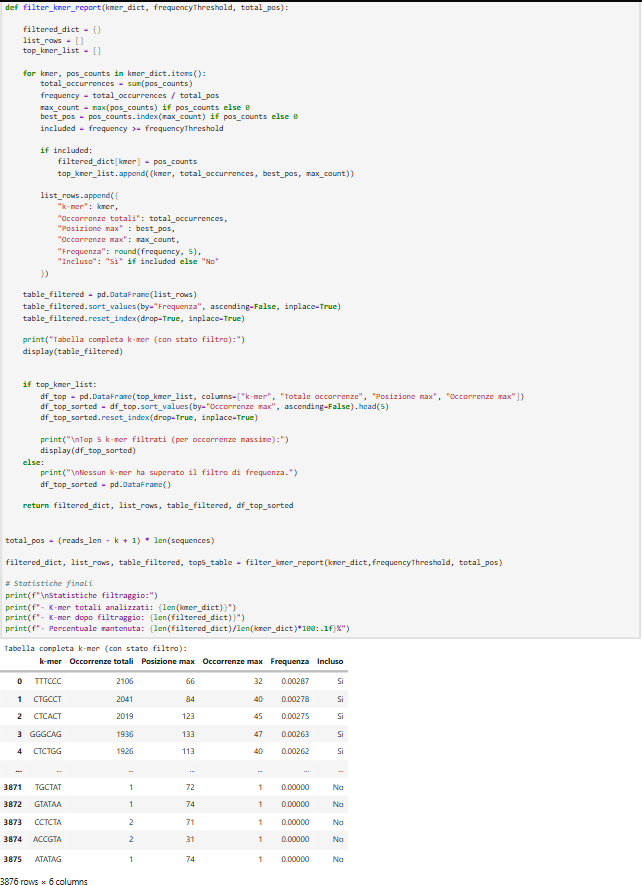 def filter_kmer_report(kmer_dict, frequencyThreshold, total_pos):
filtered_dict = {}
list_rows = []
top_kmer_list = []
for kmer, pos_counts in kmer_dict.items():
total_occurrences = sum(pos_counts)
frequency = total_occurrences / total_pos
max_count = max(pos_counts) if pos_counts else 0
best_pos = pos_counts.index(max_count) if pos_counts else 0
included = frequency >= frequencyThreshold
if included:
filtered_dict[kmer] = pos_counts
top_kmer_list.append((kmer, total_occurrences, best_pos, max_count))
list_rows.append({
"k-mer": kmer,
"Occorrenze totali": total_occurrences,
"Posizione max" : best_pos,
"Occorrenze max": max_count,
"Frequenza": round(frequency, 5),
"Incluso": "Sì" if included else "No"
})
table_filtered = pd.DataFrame(list_rows)
table_filtered.sort_values(by="Frequenza", ascending=False, inplace=True)
table_filtered.reset_index(drop=True, inplace=True)
print("Tabella completa k-mer (con stato filtro):")
display(table_filtered)
if top_kmer_list:
df_top = pd.DataFrame(top_kmer_list, columns=["k-mer", "Totale occorrenze", "Posizione max", "Occorrenze max"])
df_top_sorted = df_top.sort_values(by="Occorrenze max", ascending=False).head(5)
df_top_sorted.reset_index(drop=True, inplace=True)
print("\nTop 5 k-mer filtrati (per occorrenze massime):")
display(df_top_sorted)
else:
print("\nNessun k-mer ha superato il filtro di frequenza.")
df_top_sorted = pd.DataFrame()
return filtered_dict, list_rows, table_filtered, df_top_sorted
total_pos = (reads_len - k + 1) * len(sequences)
filtered_dict, list_rows, table_filtered, top5_table = filter_kmer_report(kmer_dict,frequencyThreshold, total_pos)
# Statistiche finali
print(f"\nStatistiche filtraggio:")
print(f"- K-mer totali analizzati: {len(kmer_dict)}")
print(f"- K-mer dopo filtraggio: {len(filtered_dict)}")
print(f"- Percentuale mantenuta: {len(filtered_dict)/len(kmer_dict)*100:.1f}%")
Tabella completa k-mer (con stato filtro):
k-mer Occorrenze totali Posizione max Occorrenze max Frequenza Incluso
0 TTTCCC 2106 66 32 0.00287 Sì
1 CTGCCT 2041 84 40 0.00278 Sì
2 CTCACT 2019 123 45 0.00275 Sì
3 GGGCAG 1936 133 47 0.00263 Sì
4 CTCTGG 1926 113 40 0.00262 Sì
... ... ... ... ... ... ...
3871 TGCTAT 1 72 1 0.00000 No
3872 GTATAA 1 74 1 0.00000 No
3873 CCTCTA 2 71 1 0.00000 No
3874 ACCGTA 2 31 1 0.00000 No
3875 ATATAG 1 74 1 0.00000 No
3876 rows × 6 columns